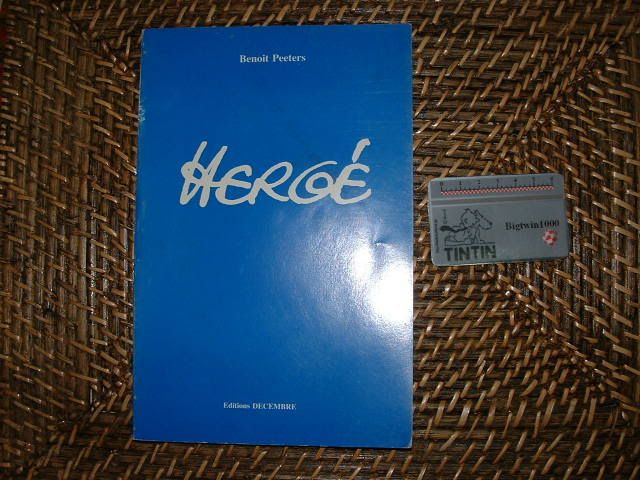 Benoit Peeters
HERGÉ
Editions DECEMBRE
Bigtwin1000
TINTIN